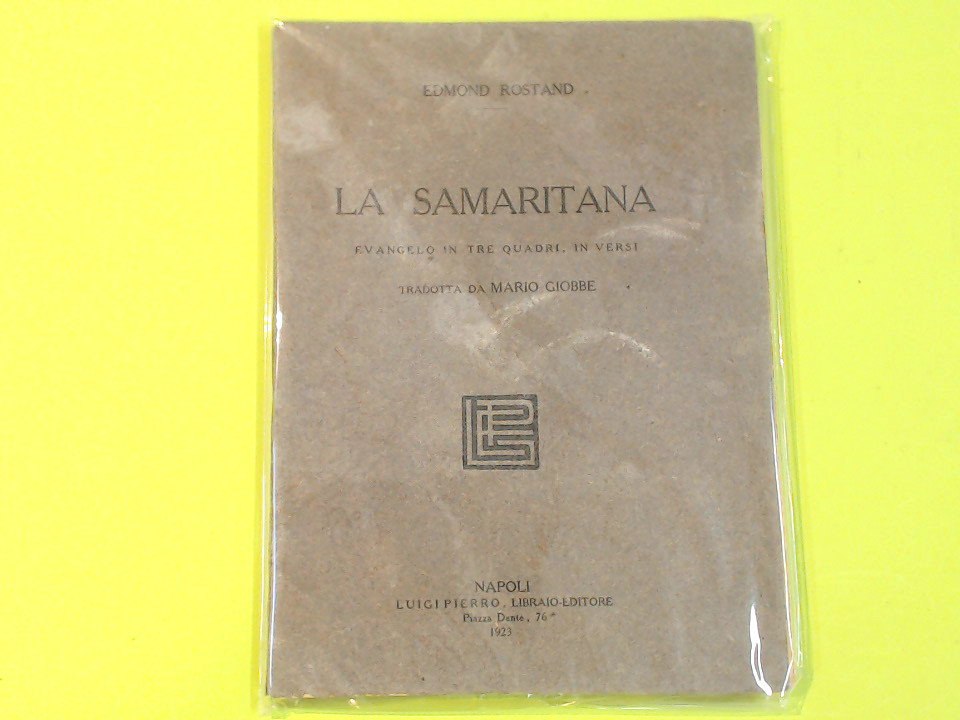 EDMOND ROSTAND
LA SAMARITANA
EVANGELO IN TRE QUADRI, IN VERSI
TRADOTTA DA MARIO GIOBBE
NAPOLI
LUIGI PIERRO, LIBRAIO-EDITORE
Piazza Dante, 76
1923